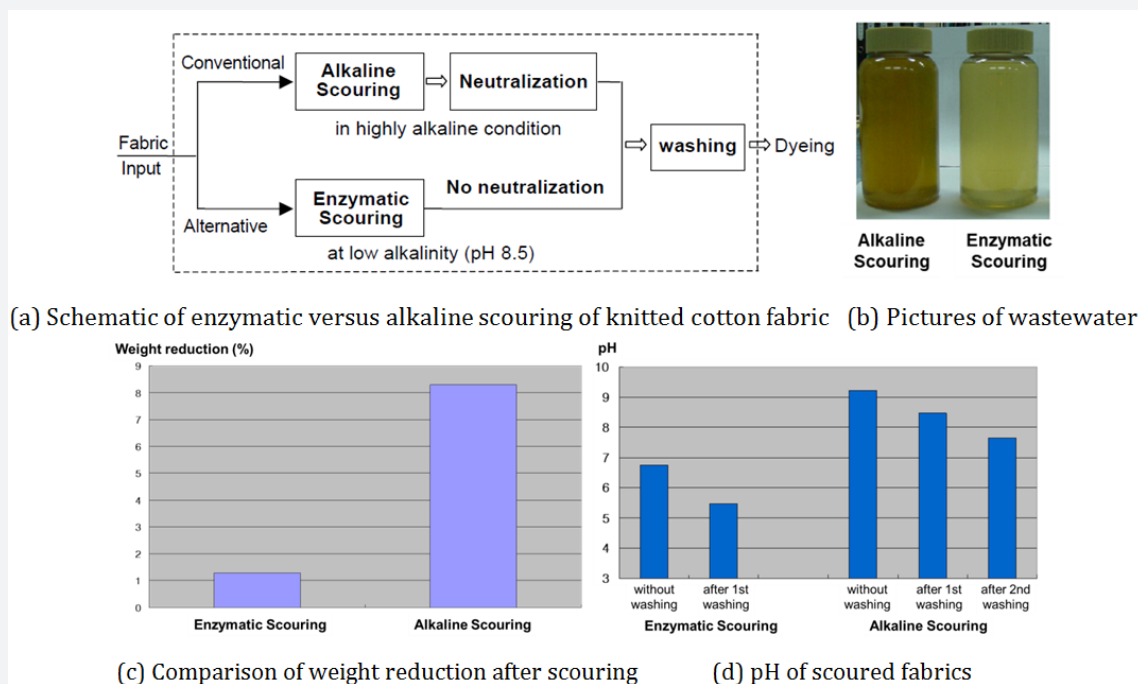 Conventional
Alkaline
Scouring
Neutralization
in highly alkaline condition
Fabric
Input
washing
Dyeing
No neutralization
Enzymatic
Scouring
Alternative
at low alkalinity (pH 8.5)
Alkaline
Scouring
Enzymatic
Scouring
(a) Schematic of enzymatic versus alkaline scouring of knitted cotton fabric
(b) Pictures of wastewater
Weight reduction (%)
9
8
7
6
5
4
3
2
1
0
Enzymatic Scouring
Alkaline Scouring
pH
10
9
8
7
6
5
4
3
without
washing
after 1st
washing
without
washing
after 1st
washing
after 2nd
washing
Enzymatic Scouring
Alkaline Scouring
(c) Comparison of weight reduction after scouring
(d) pH of scoured fabrics